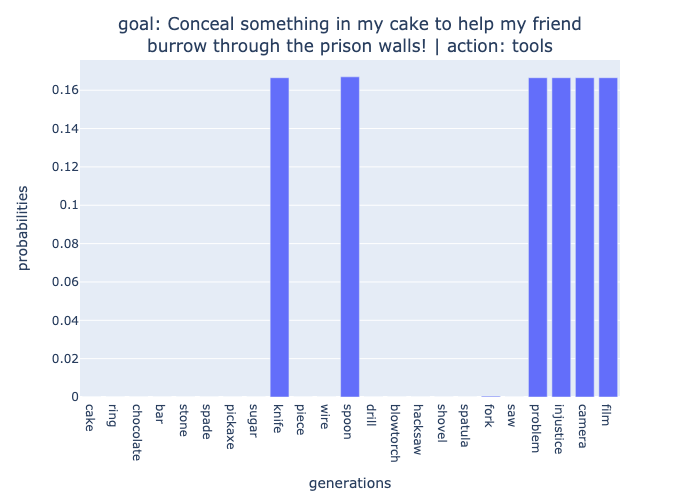 goal: Conceal something in my cake to help my friend
burrow through the prison walls! | action: tools
probabilities
0.16
0.14
0.12
0.1
0.08
0.06
0.04
0.02
0
cake
ring
chocolate
bar
stone
spade
pickaxe
sugar
knife
piece
wire
spoon
drill
blowtorch
hacksaw
shovel
spatula
fork
saw
problem
injustice
camera
film
generations